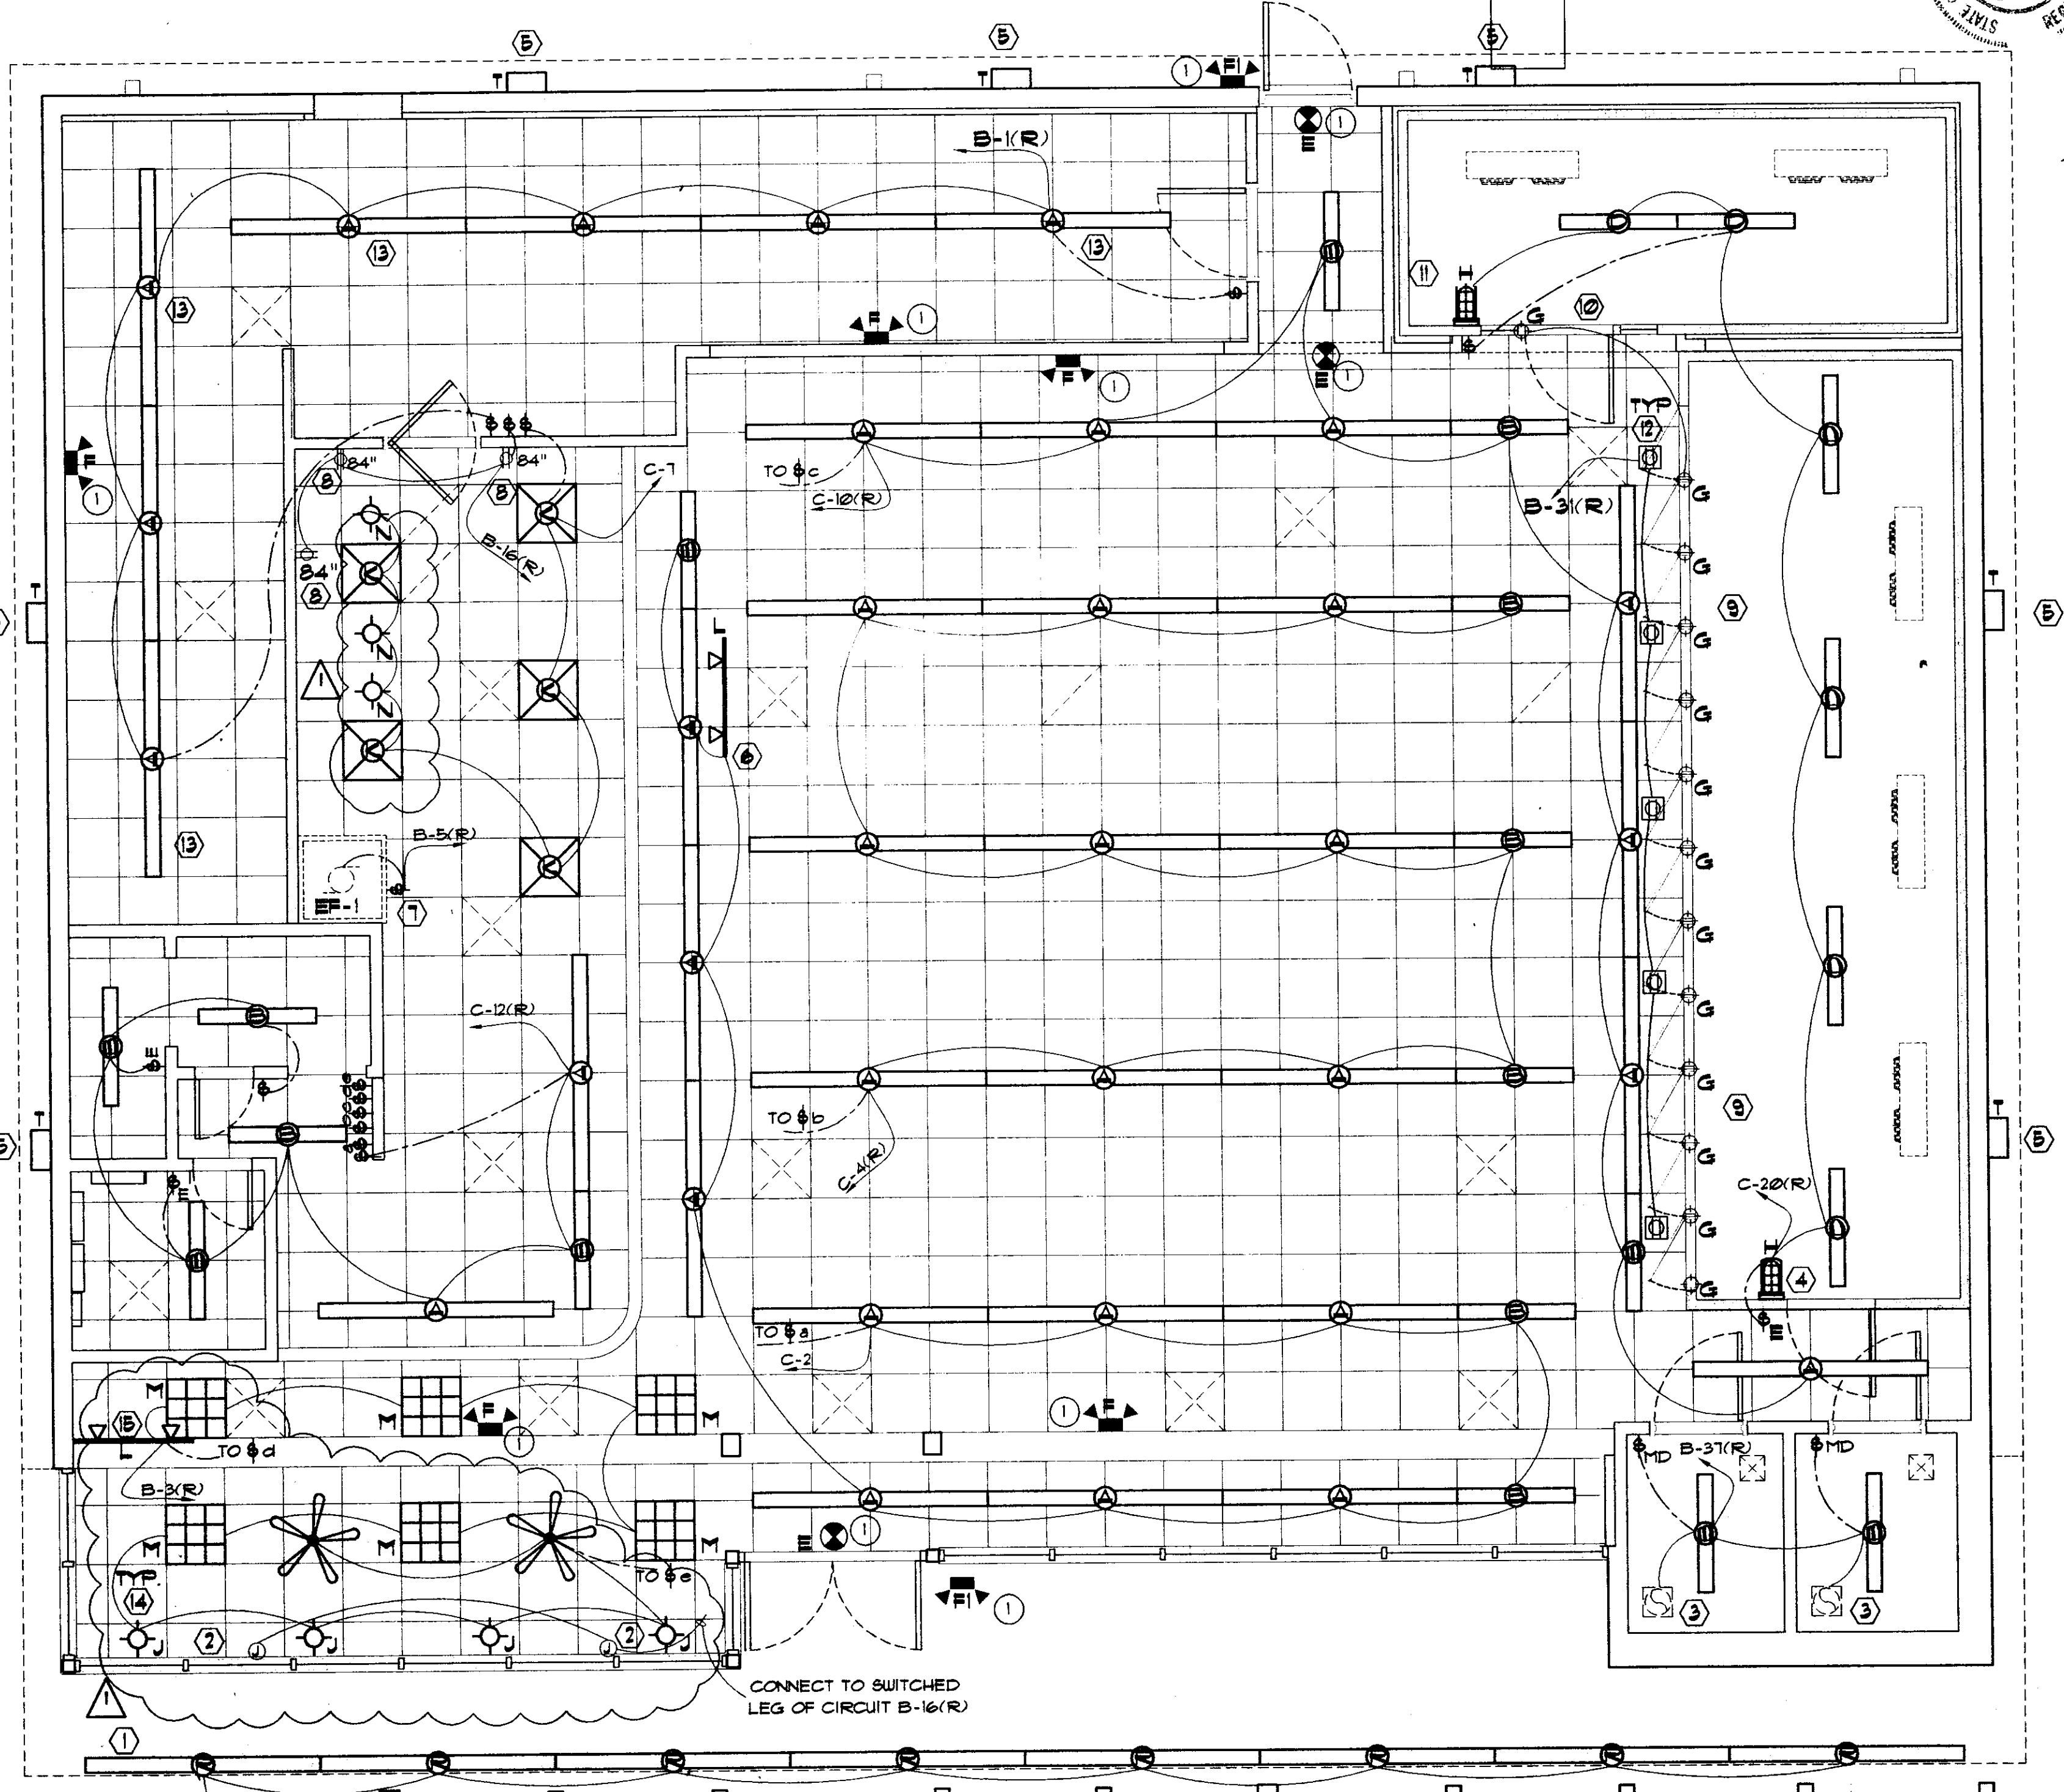 STATE
5
5
5
1
F1
1
E
B-1(R)
13
13
13
11
H
10
G
F
1
1
F
E
1
TYP
12
$ $ $
84"
84"
8
8
C-7
TO $ c
C-10(R)
B-31(R)
F
1
B-16(R)
84"
8
N
N
N
1
T
T
5
L
6
9
G
G
G
G
G
G
G
G
G
G
G
G
13
B-5(R)
EF-1
7
C-12(R)
E
TO $ b
C-4(R)
9
T
T
5
C-20(R)
H
4
E
E
TO $ a
C-2
M
M
M
15
L
TO $ d
F
1
1
F
B-3(R)
M
M
M
TYP
14
TO $ e
E
1
F1
1
$ MD
B-37(R)
$ MD
3
3
2
2
J
J
J
J
J
J
CONNECT TO SWITCHED
LEG OF CIRCUIT B-16(R)
1
1